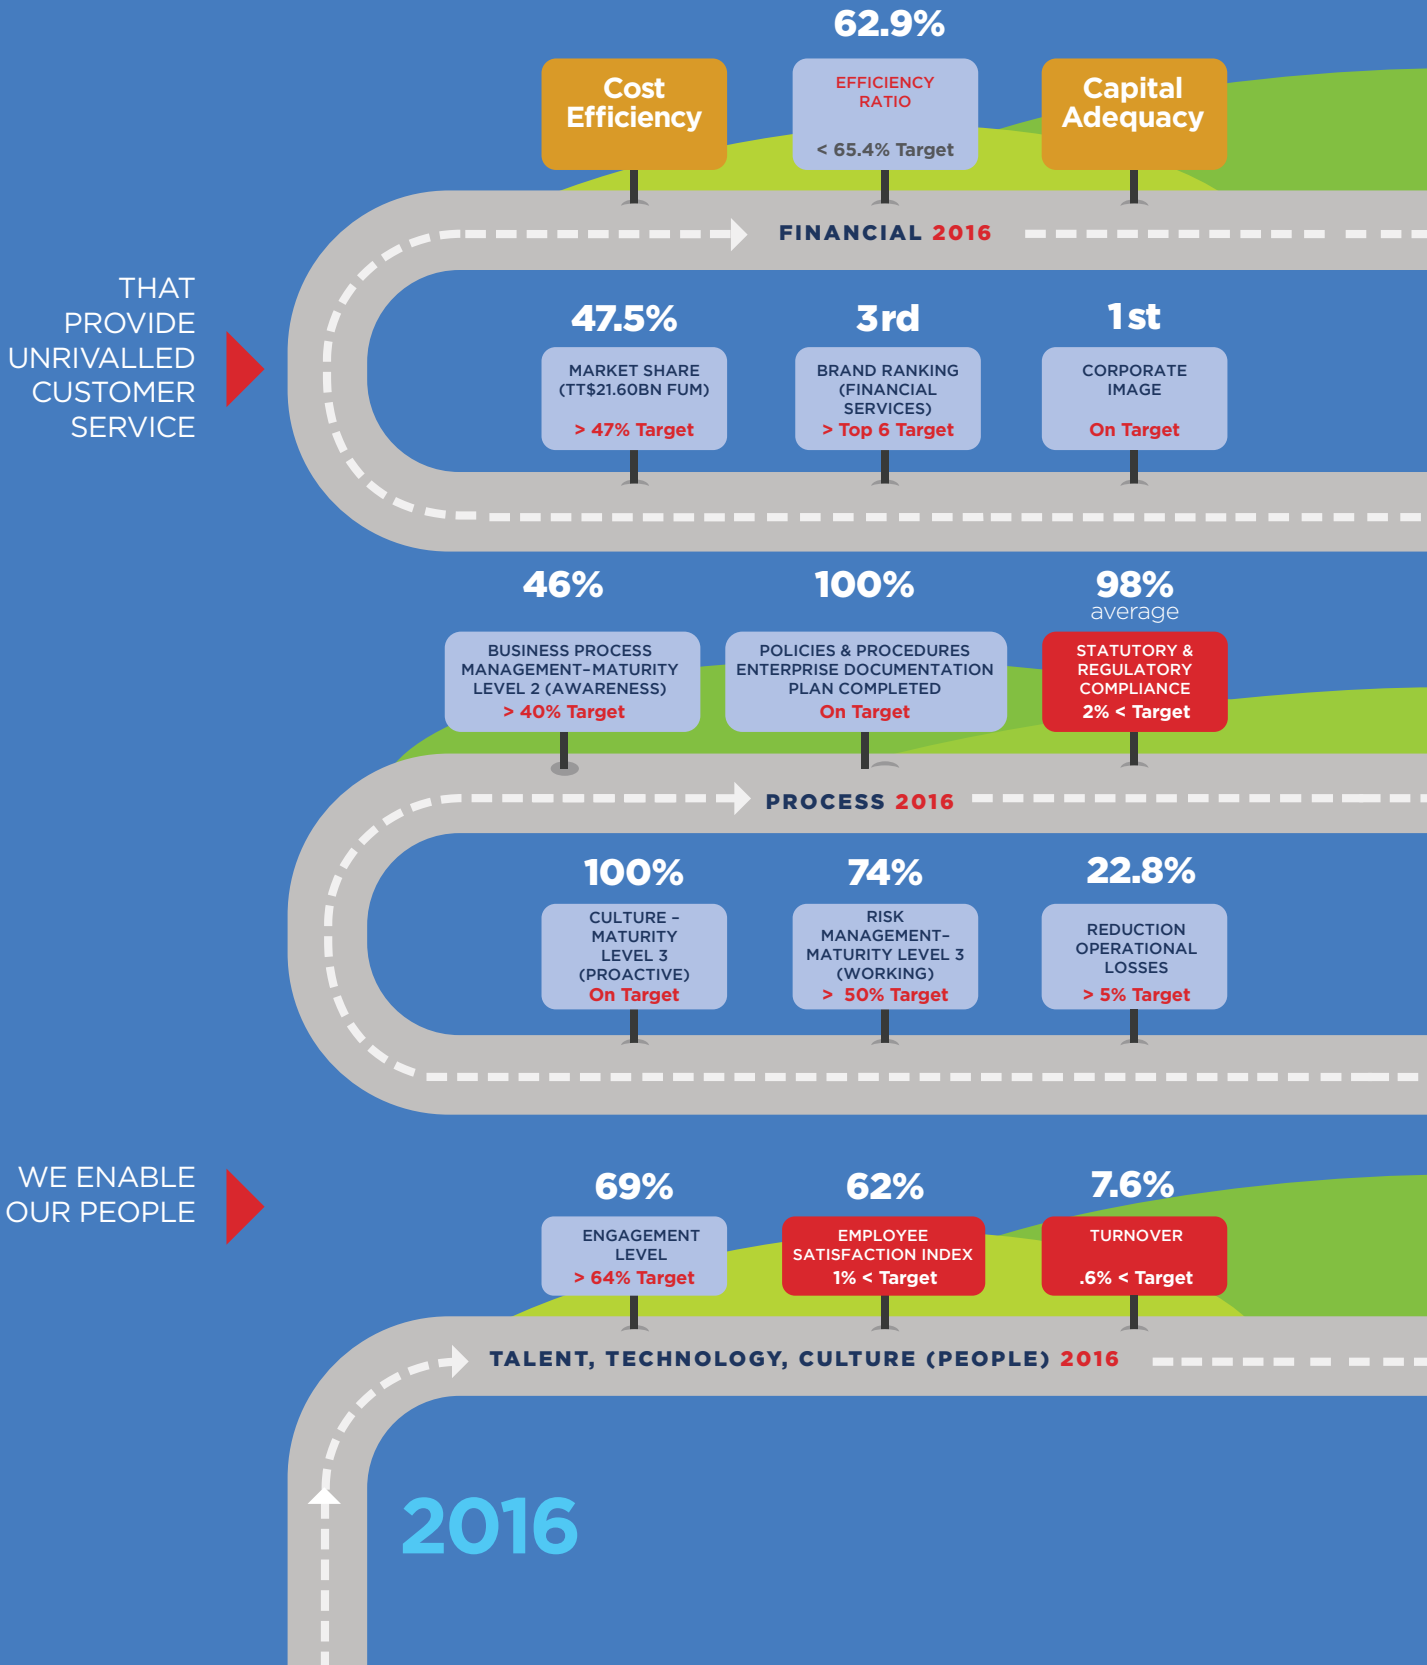 62.9%
Cost
Efficiency
EFFICIENCY
RATIO
< 65.4% Target
Capital
Adequacy
FINANCIAL 2016
THAT
PROVIDE
UNRIVALLED
CUSTOMER
SERVICE
47.5%
MARKET SHARE
(TT$21.60BN FUM)
> 47% Target
3rd
BRAND RANKING
(FINANCIAL
SERVICES)
> Top 6 Target
1st
CORPORATE
IMAGE
On Target
46%
BUSINESS PROCESS
MANAGEMENT–MATURITY
LEVEL 2 (AWARENESS)
> 40% Target
100%
POLICIES & PROCEDURES
ENTERPRISE DOCUMENTATION
PLAN COMPLETED
On Target
98%
average
STATUTORY &
REGULATORY
COMPLIANCE
2% < Target
PROCESS 2016
100%
CULTURE –
MATURITY
LEVEL 3
(PROACTIVE)
On Target
74%
RISK
MANAGEMENT–
MATURITY LEVEL 3
(WORKING)
> 50% Target
22.8%
REDUCTION
OPERATIONAL
LOSSES
> 5% Target
WE ENABLE
OUR PEOPLE
69%
ENGAGEMENT
LEVEL
> 64% Target
62%
EMPLOYEE
SATISFACTION INDEX
1% < Target
7.6%
TURNOVER
.6% < Target
TALENT, TECHNOLOGY, CULTURE (PEOPLE) 2016
2016